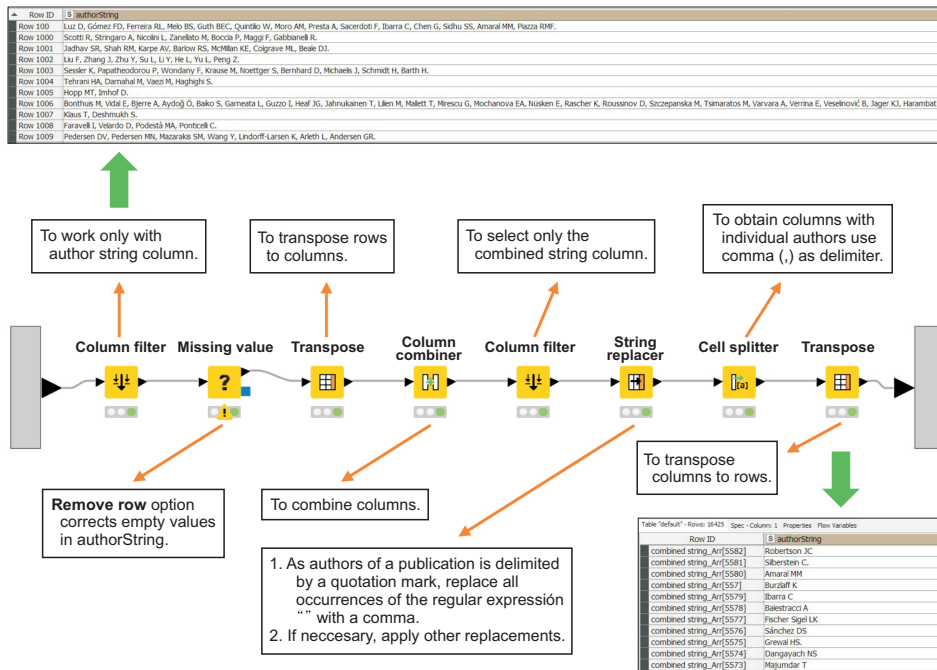 Row ID S authorString
Row 100 Luz D, Gómez FD, Ferreira RL, Melo BS, Guth BEC, Quintilio W, Moro AM, Presta A, Sacerdoti F, Ibarra C, Chen G, Sidhu SS, Amaral MM, Piazza RMF.
Row 1000 Scotti R, Stringaro A, Nicolini L, Zanellato M, Boccia P, Maggi F, Gabbianelli R.
Row 1001 Jadhav SR, Shah RM, Karpe AV, Barlow RS, McMillan KE, Colgrave ML, Beale DJ.
Row 1002 Liu F, Zhang J, Zhu Y, Su L, Li Y, He L, Yu L, Peng Z.
Row 1003 Sessler K, Papatheodorou P, Wondany F, Krause M, Noettger S, Bernhard D, Michaelis J, Schmidt H, Barth H.
Row 1004 Tehrani HA, Darnahal M, Vaezi M, Haghighi S.
Row 1005 Hopp MT, Imhof D.
Row 1006 Bonthuis M, Vidal E, Bjerre A, Aydoğ Ö, Baiko S, Garneata L, Guzzo I, Heaf JG, Jahnukainen T, Lilien M, Mallett T, Mirescu G, Mochanova EA, Nüsken E, Rascher K, Roussinov D, Szczepanska M, Tsimaratos M, Varvara A, Verrina E, Veselinović B, Jager KJ, Harambat
Row 1007 Klaus T, Deshmukh S.
Row 1008 Faravelli I, Velardo D, Podestà MA, Ponticelli C.
Row 1009 Pedersen DV, Pedersen MN, Mazarakis SM, Wang Y, Lindorff-Larsen K, Arleth L, Andersen GR.
To work only with
author string column.
To transpose rows
to columns.
To select only the
combined string column.
To obtain columns with
individual authors use
comma (,) as delimiter.
Column filter
Missing value
Transpose
Column
combiner
Column filter
String
replacer
Cell splitter
Transpose
?
[a]
!
Remove row option
corrects empty values
in authorString.
To combine columns.
1. As authors of a publication is delimited
by a quotation mark, replace all
occurrences of the regular expresión
“” with a comma.
2. If neccesary, apply other replacements.
To transpose
columns to rows.
Table "default" - Rows: 16425 Spec - Column: 1 Properties Flow Variables
Row ID S authorString
combined string_Arr[5582] Robertson JC
combined string_Arr[5581] Silberstein C.
combined string_Arr[5580] Amaral MM
combined string_Arr[557] Burzlaff K
combined string_Arr[5579] Ibarra C
combined string_Arr[5578] Balestracci A
combined string_Arr[5577] Fischer Sigel LK
combined string_Arr[5576] Sánchez DS
combined string_Arr[5575] Grewal HS.
combined string_Arr[5574] Dangayach NS
combined string_Arr[5573] Majumdar T